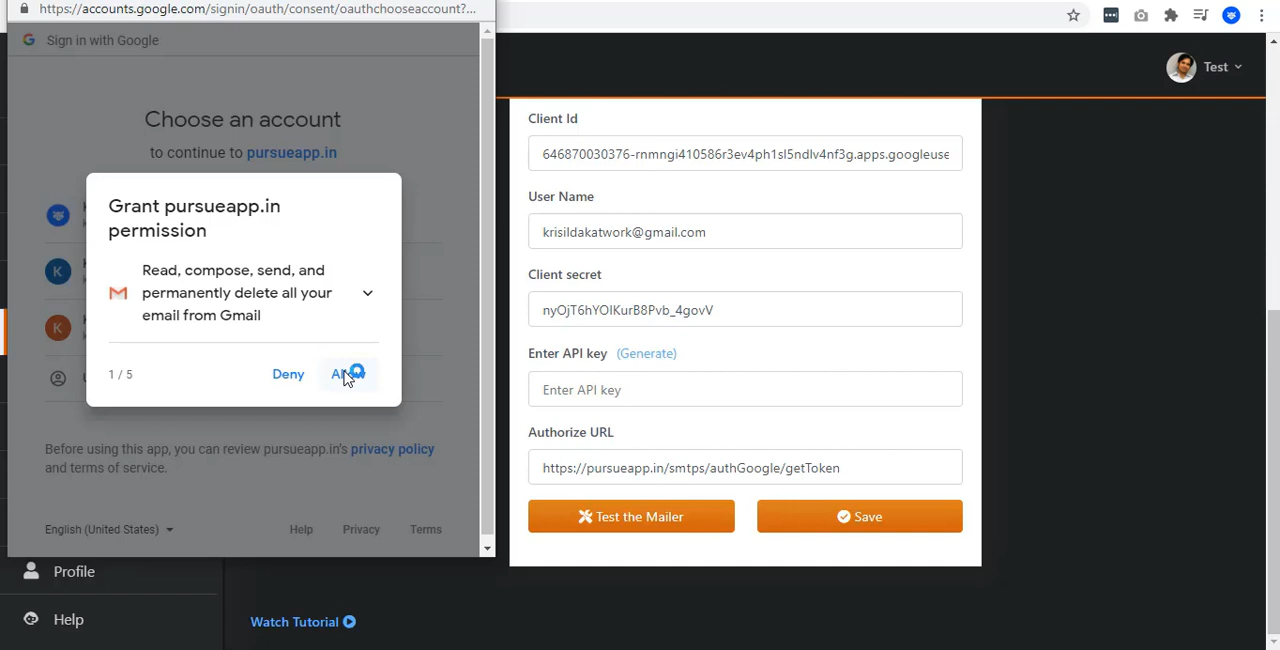 https://accounts.google.com/signin/oauth/consent/oauthchooseaccount?...
Sign in with Google
Choose an account
to continue to pursueapp.in
K
K
Grant pursueapp.in
permission
Read, compose, send, and
permanently delete all your
email from Gmail
1 / 5
Deny
Before using this app, you can review pursueapp.in's privacy policy
and terms of service.
English (United States)
Help
Privacy
Terms
Profile
Help
Watch Tutorial
Test
Client Id
646870030376-rnmngi410586r3ev4ph1sl5ndlv4nf3g.apps.googleuse
User Name
krisildakatwork@gmail.com
Client secret
nyOjT6hYOIKurB8Pvb_4govV
Enter API key (Generate)
Enter API key
Authorize URL
https://pursueapp.in/smtps/authGoogle/getToken
Test the Mailer
Save